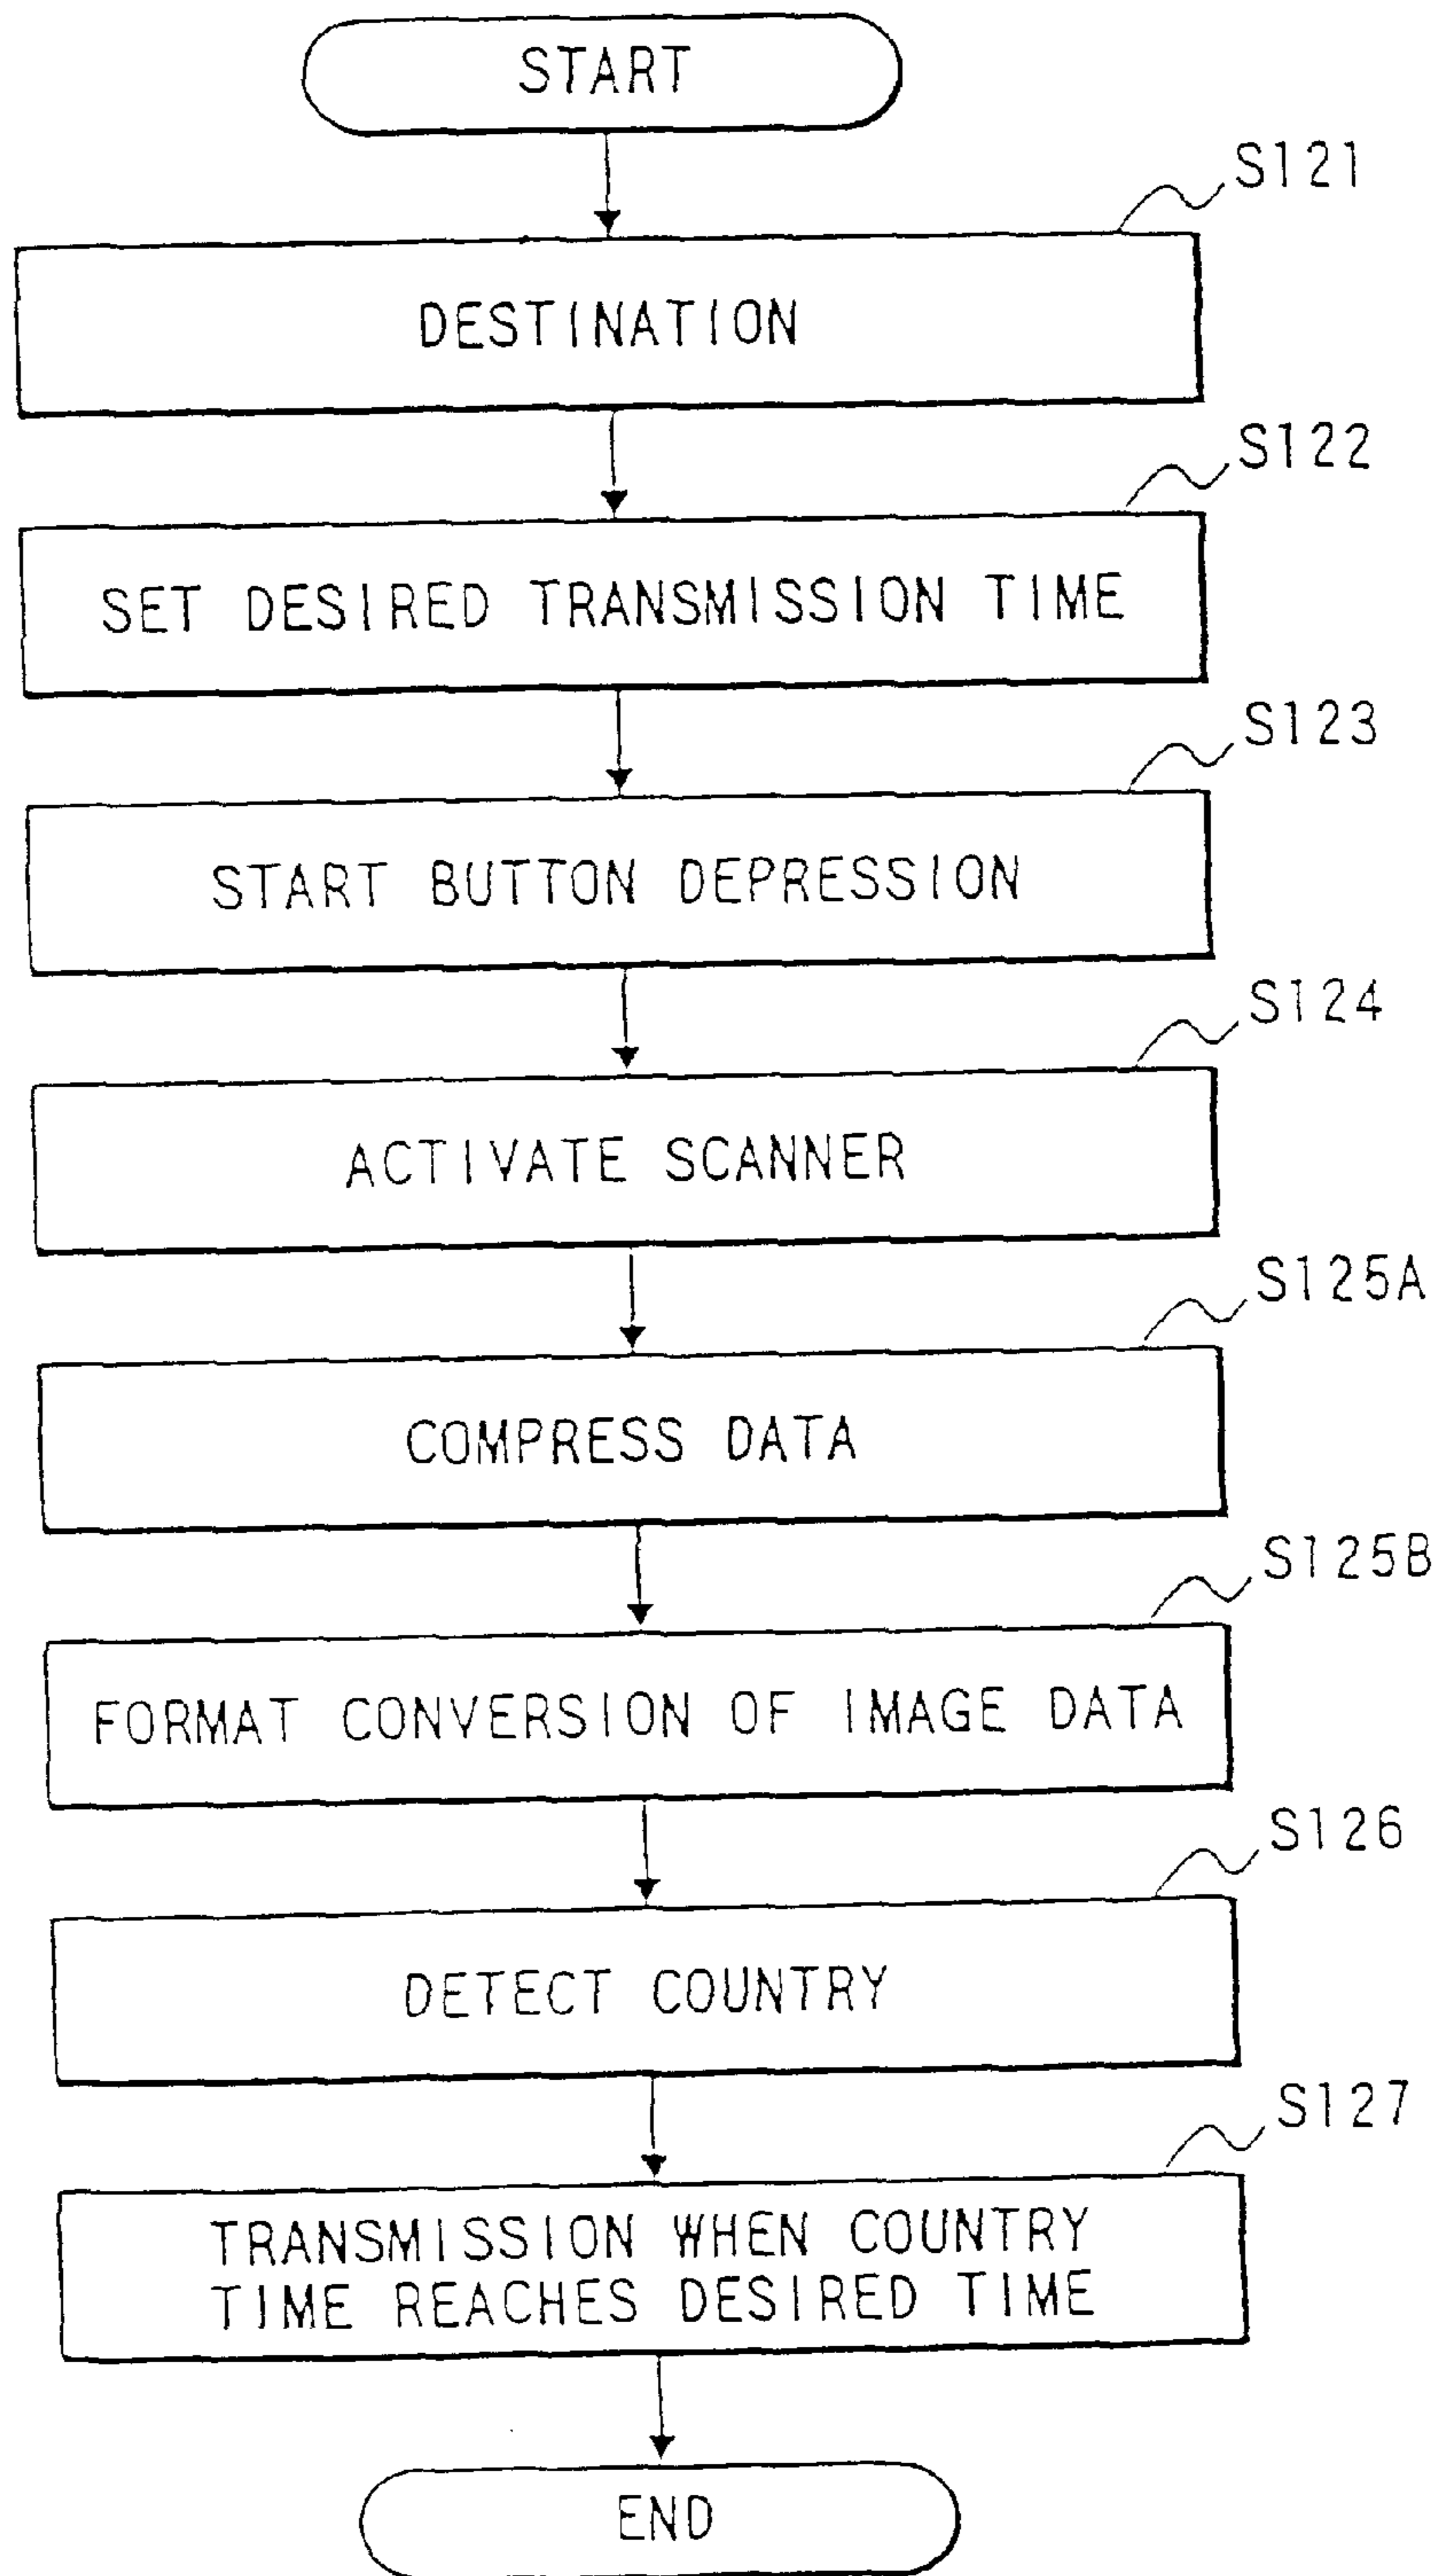 START
S121
DESTINATION
S122
SET DESIRED TRANSMISSION TIME
S123
START BUTTON DEPRESSION
S124
ACTIVATE SCANNER
S125A
COMPRESS DATA
S125B
FORMAT CONVERSION OF IMAGE DATA
S126
DETECT COUNTRY
S127
TRANSMISSION WHEN COUNTRY
TIME REACHES DESIRED TIME
END